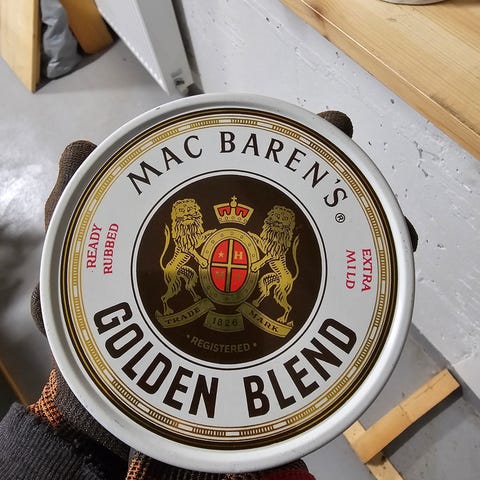 MAC BAREN'S®
READY
RUBBED
EXTRA
MILD
H
TRADE 1826 MARK
• REGISTERED •
GOLDEN BLEND